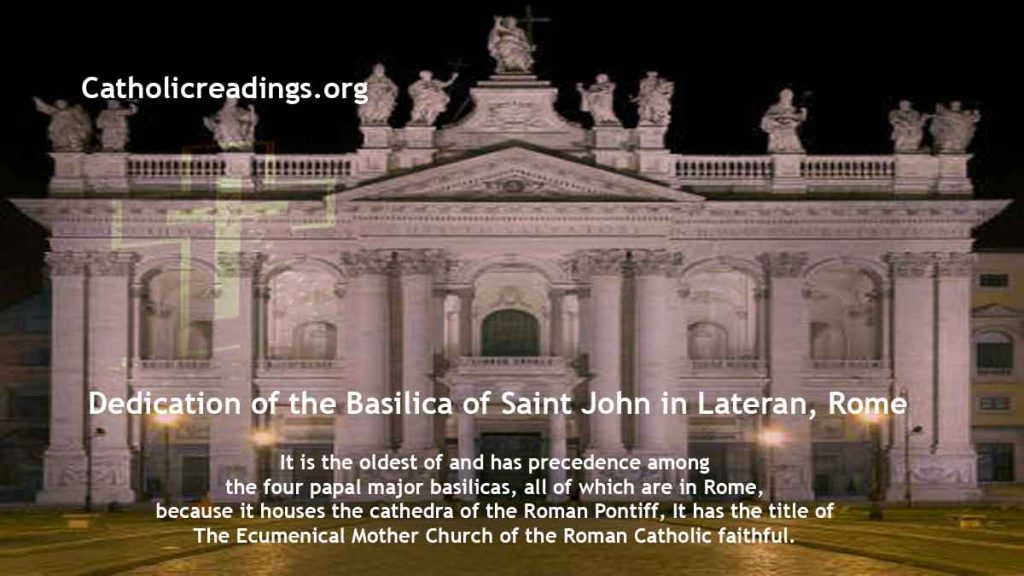 Catholicreadings.org
Dedication of the Basilica of Saint John in Lateran, Rome
It is the oldest of and has precedence among
the four papal major basilicas, all of which are in Rome,
because it houses the cathedra of the Roman Pontiff, It has the title of
The Ecumenical Mother Church of the Roman Catholic faithful.